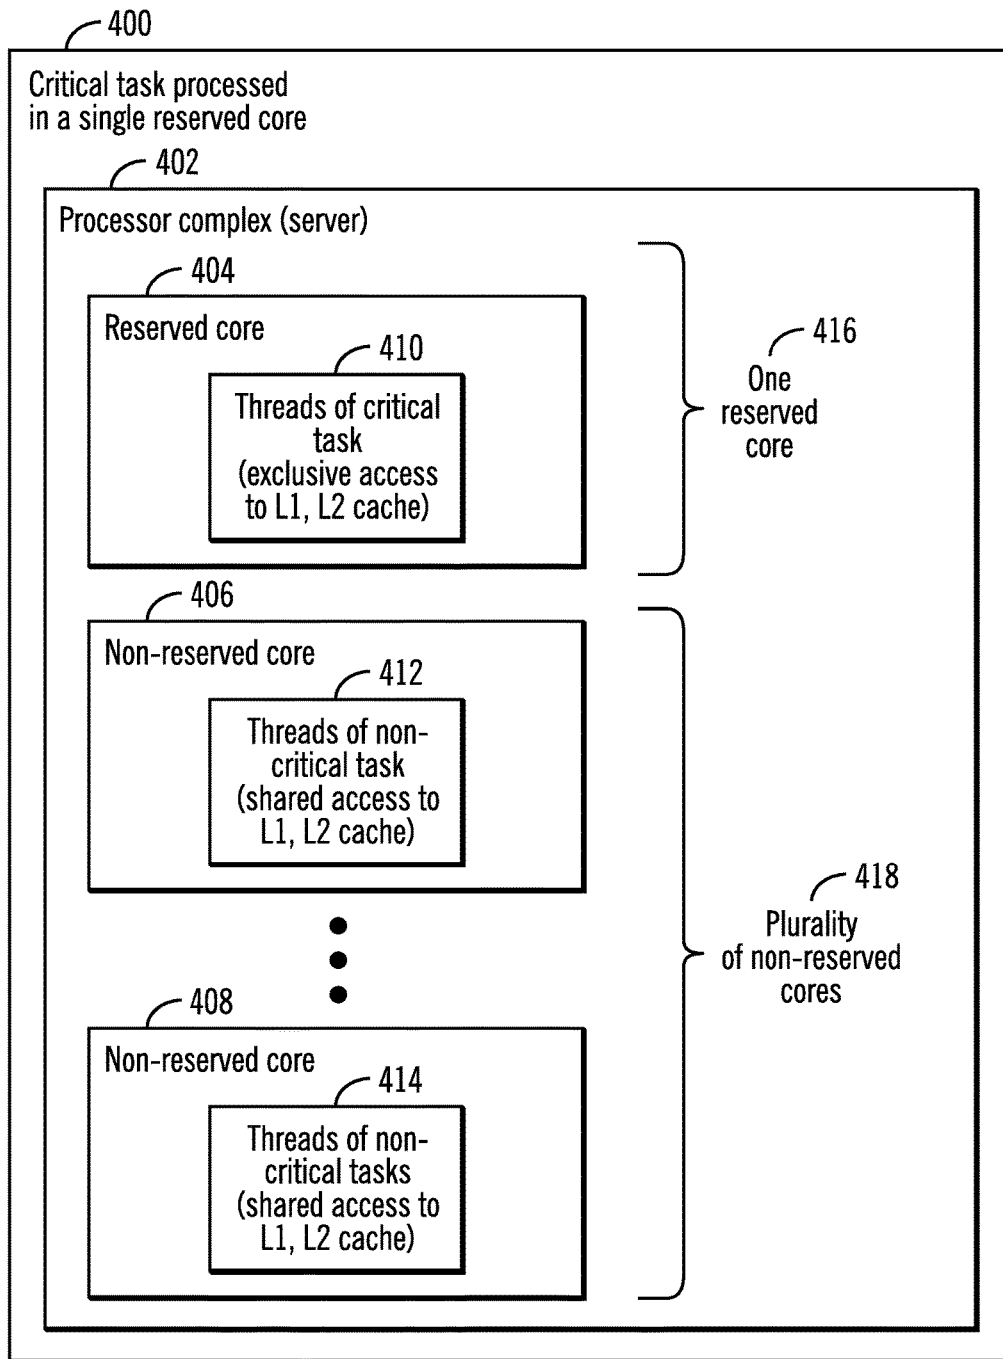 400
Critical task processed
in a single reserved core
402
Processor complex (server)
404
Reserved core
410
Threads of critical
task
(exclusive access
to L1, L2 cache)
416
One
reserved
core
406
Non-reserved core
412
Threads of non-
critical task
(shared access to
L1, L2 cache)
418
Plurality
of non-reserved
cores
408
Non-reserved core
414
Threads of non-
critical tasks
(shared access to
L1, L2 cache)